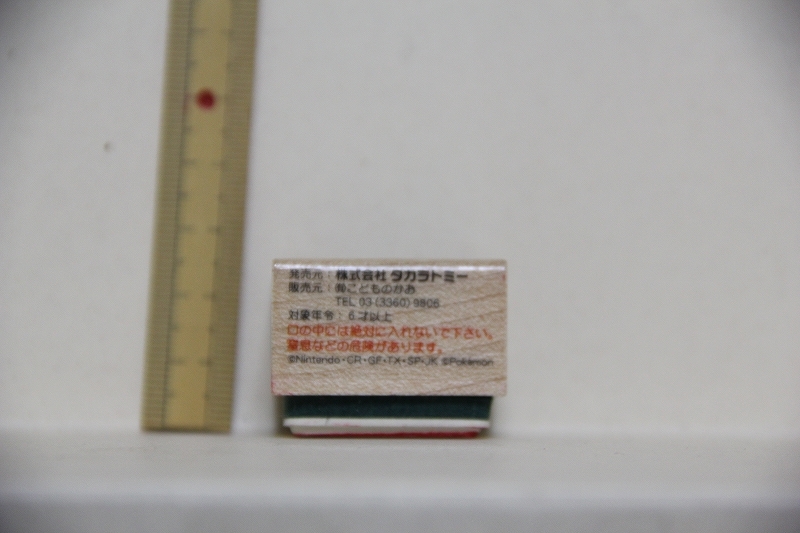 発売元：株式会社 タカラトミー
販売元：㈲こどものかお
TEL 03-(3360)-9806
対象年令：6才以上
口の中には絶対に入れないで下さい。
窒息などの危険があります。
©Nintendo・CR・GF・TX・SP・JK ©Pokémon